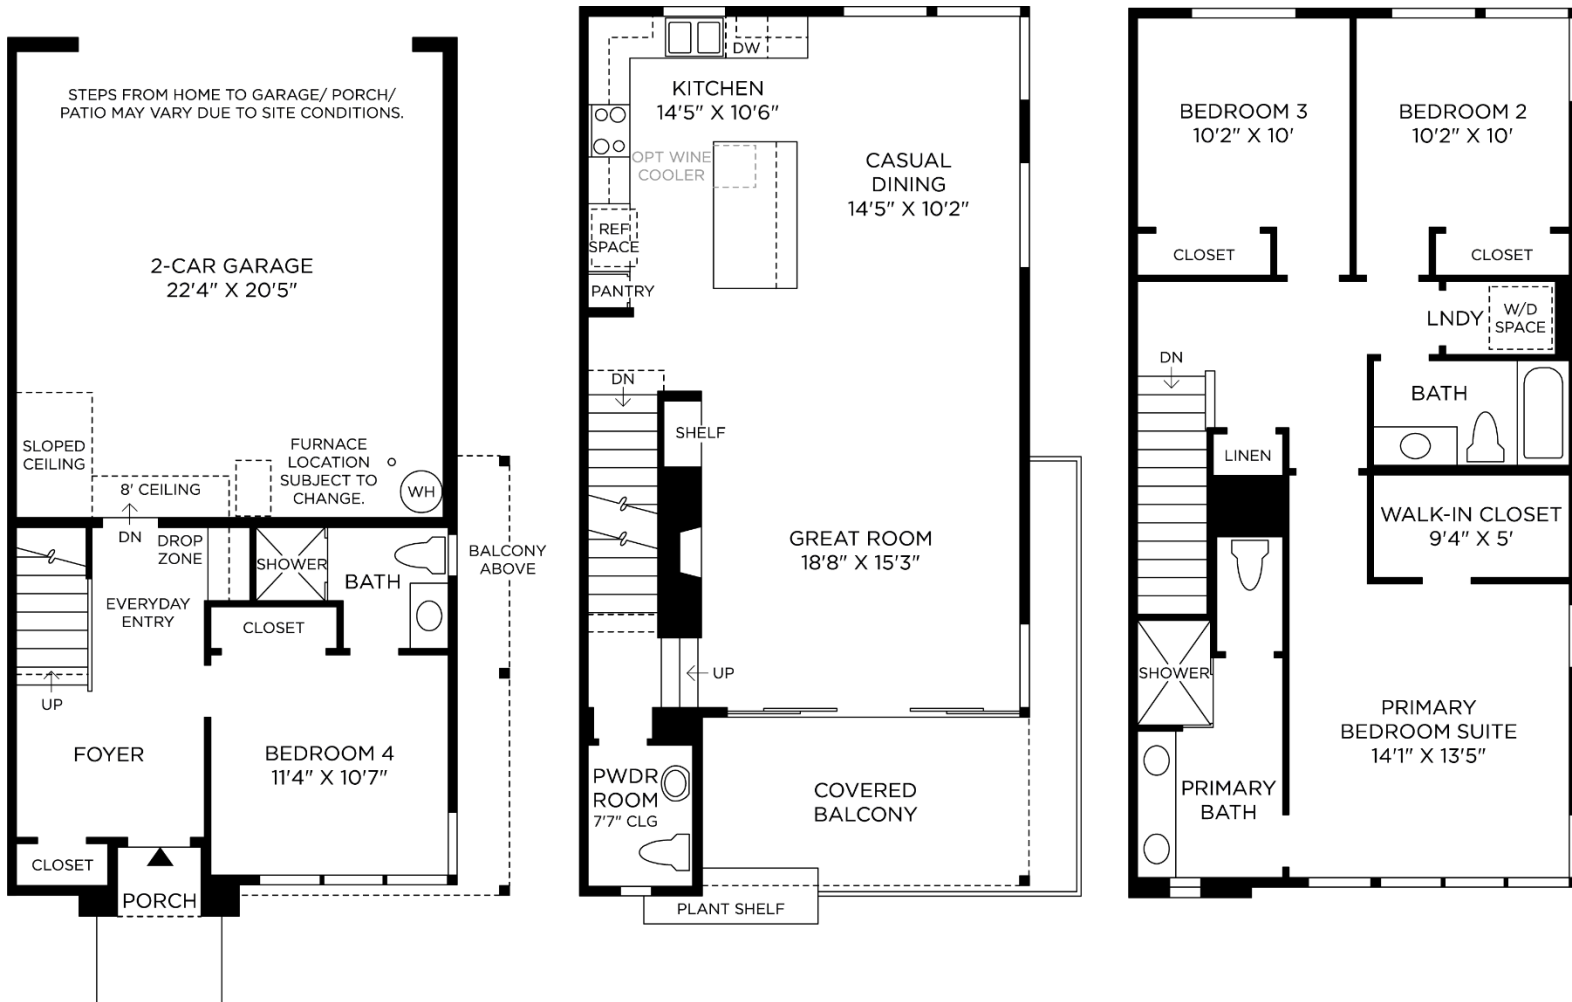 STEPS FROM HOME TO GARAGE/ PORCH/
PATIO MAY VARY DUE TO SITE CONDITIONS.
2-CAR GARAGE
22'4" X 20'5"
SLOPED
CEILING
8' CEILING
FURNACE
LOCATION
SUBJECT TO
CHANGE.
WH
DN
DROP
ZONE
SHOWER
BATH
BALCONY
ABOVE
EVERYDAY
ENTRY
CLOSET
UP
FOYER
BEDROOM 4
11'4" X 10'7"
CLOSET
PORCH
DW
KITCHEN
14'5" X 10'6"
OPT WINE
COOLER
CASUAL
DINING
14'5" X 10'2"
REF
SPACE
PANTRY
DN
SHELF
GREAT ROOM
18'8" X 15'3"
UP
PWDR
ROOM
7'7" CLG
COVERED
BALCONY
PLANT SHELF
BEDROOM 3
10'2" X 10'
BEDROOM 2
10'2" X 10'
CLOSET
CLOSET
LNDY
W/D
SPACE
DN
BATH
LINEN
WALK-IN CLOSET
9'4" X 5'
SHOWER
PRIMARY
BEDROOM SUITE
14'1" X 13'5"
PRIMARY
BATH